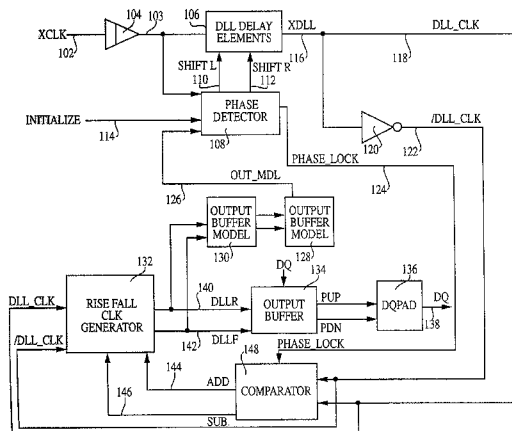 104
103
106
XCLK
102
DLL DELAY
ELEMENTS
XDLL
116
DLL_CLK
118
SHIFT L
110
112
SHIFT R
INITIALIZE
114
PHASE
DETECTOR
108
120
/DLL_CLK
122
PHASE_LOCK
124
OUT_MDL
126
OUTPUT
BUFFER
MODEL
130
OUTPUT
BUFFER
MODEL
128
132
RISE FALL
CLK
GENERATOR
DLL_CLK
/DLL_CLK
140
DLLR
142
DLLF
DQ
134
OUTPUT
BUFFER
PUP
PDN
136
DQPAD
DQ
138
PHASE_LOCK
148
COMPARATOR
144
ADD
146
SUB